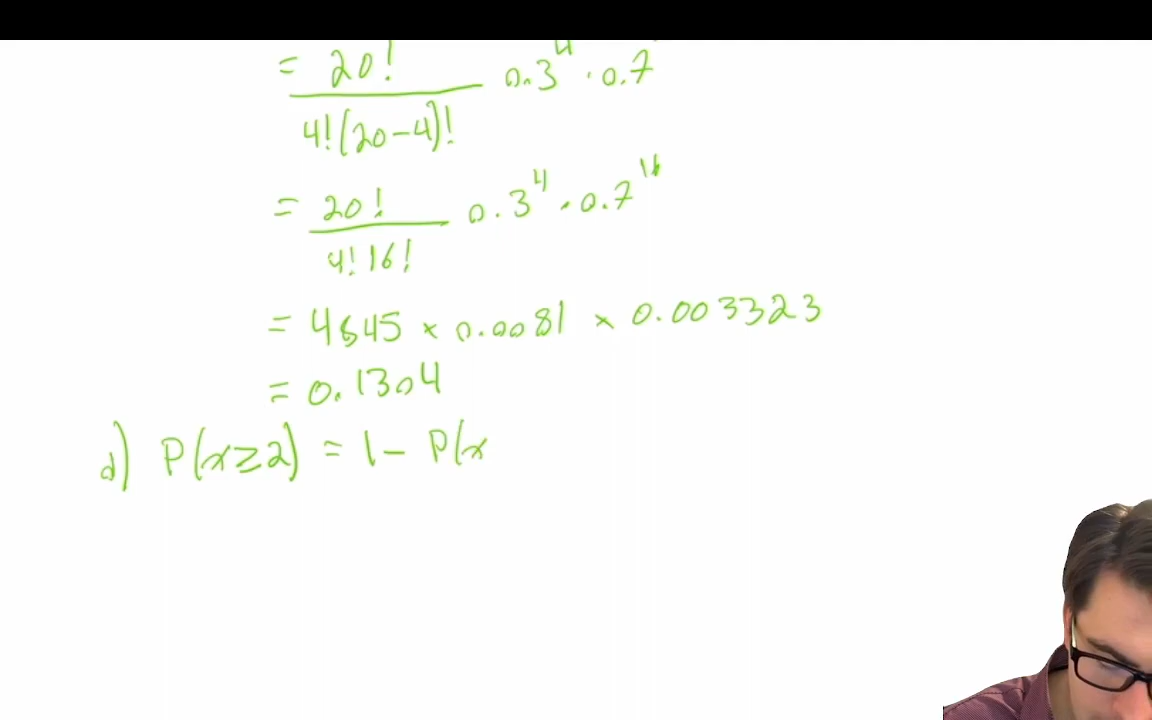 = 20! / 4!(20-4)! 0.3^4 · 0.7
= 20! / 4! 16! 0.3^4 · 0.7^16
= 4845 × 0.0081 × 0.003323
= 0.1304
d) P(x≥2) = 1 - P(x